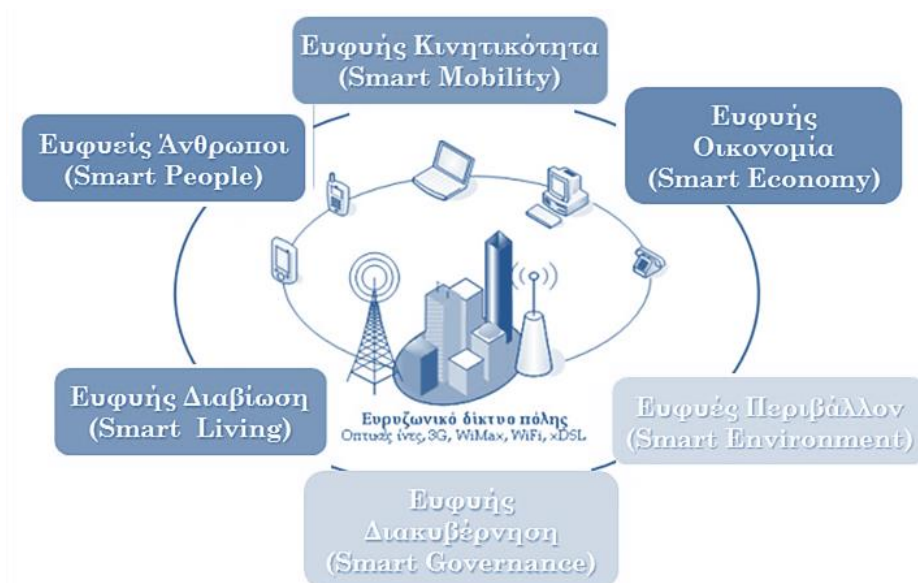 Ευφυής Κινητικότητα
(Smart Mobility)
Ευφυής
Οικονομία
(Smart Economy)
Ευφυείς Άνθρωποι
(Smart People)
Ευφυής Διαβίωση
(Smart Living)
Ευρυζωνικό δίκτυο πόλης
Οπτικές ίνες, 3G, WiMax, WiFi, xDSL
Ευφυές Περιβάλλον
(Smart Environment)
Ευφυής
Διακυβέρνηση
(Smart Governance)